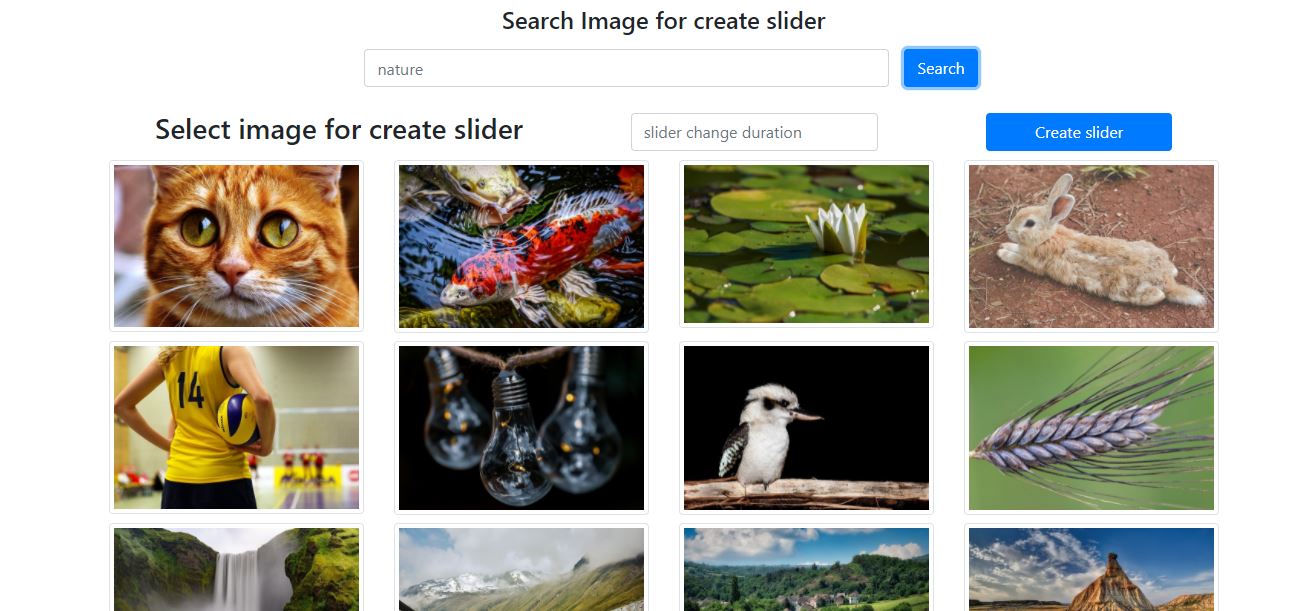 Search Image for create slider
nature
Search
Select image for create slider
slider change duration
Create slider
14